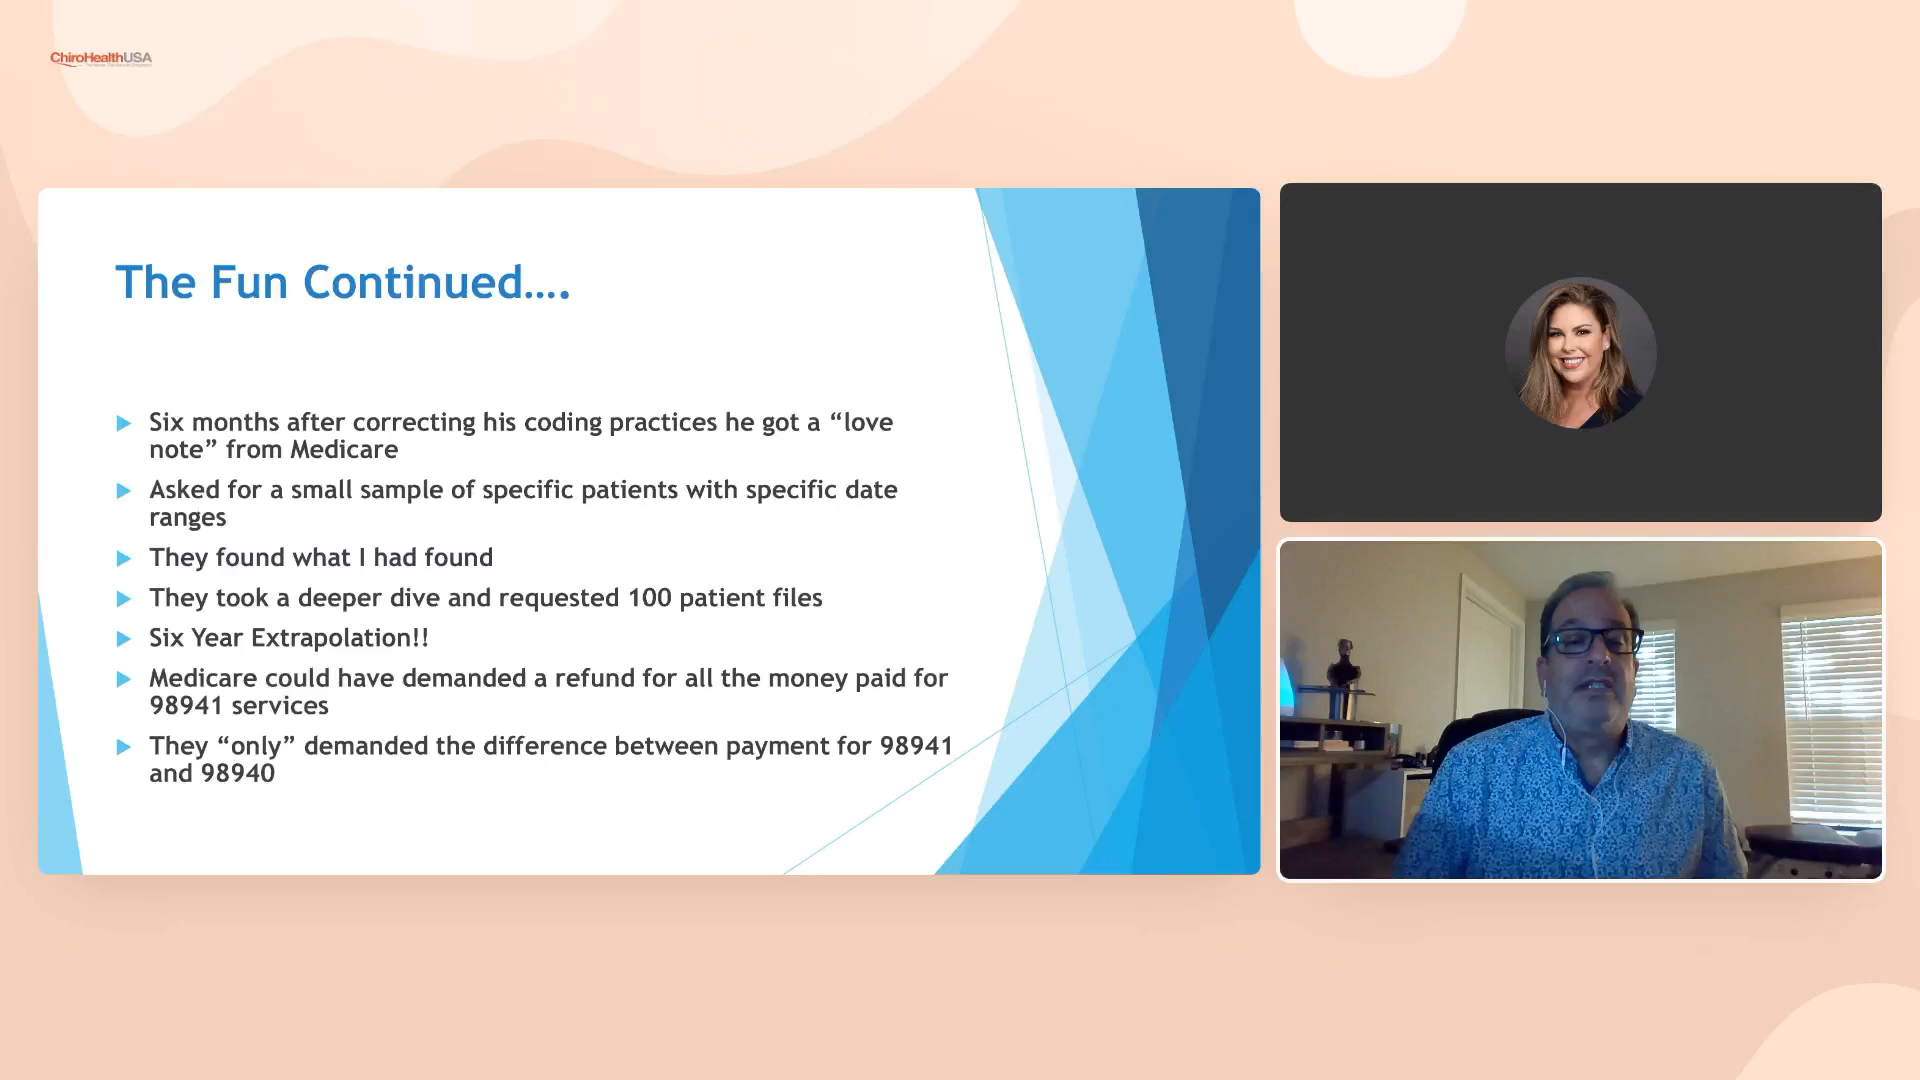 ChiroHealthUSA
The Fun Continued....
Six months after correcting his coding practices he got a “love
note” from Medicare
Asked for a small sample of specific patients with specific date
ranges
They found what I had found
They took a deeper dive and requested 100 patient files
Six Year Extrapolation!!
Medicare could have demanded a refund for all the money paid for
98941 services
They “only” demanded the difference between payment for 98941
and 98940